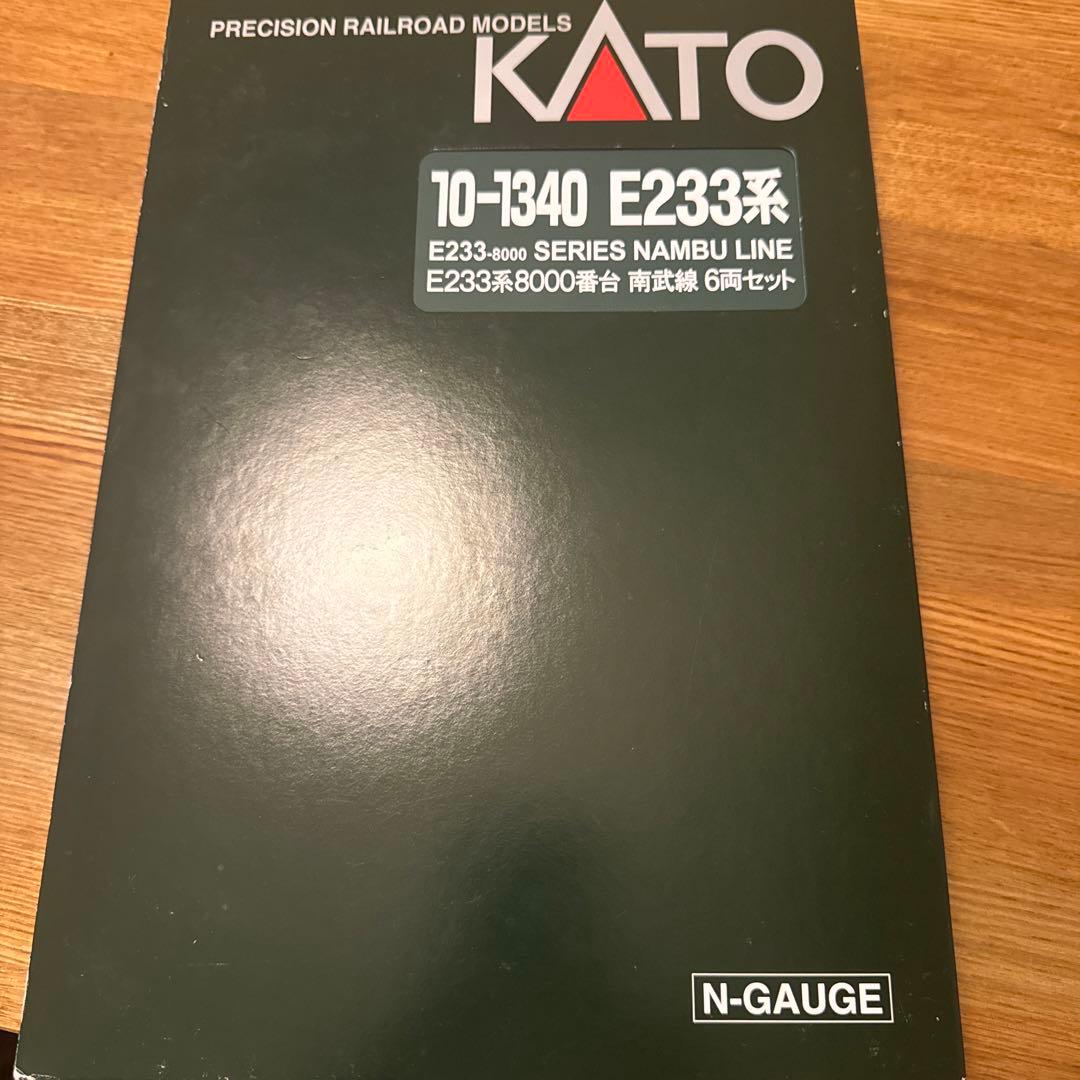 PRECISION RAILROAD MODELS
KATO
10-1340 E233系
E233-8000 SERIES NAMBU LINE
E233系8000番台 南武線 6両セット
N-GAUGE